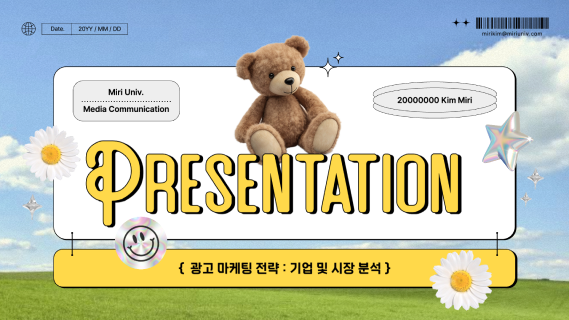 Date.
20YY / MM / DD
mirikim@miriuniv.com
Miri Univ.
Media Communication
20000000 Kim Miri
PRESENTATION
{ 광고 마케팅 전략 : 기업 및 시장 분석 }